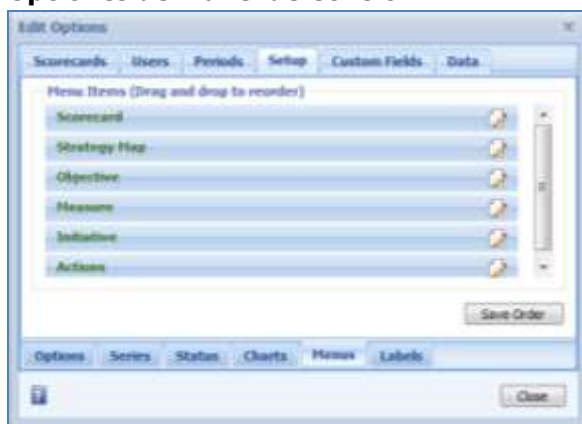 Edit Options
Scorecards Users Periods Setup Custom Fields Data
Menu Items (Drag and drop to reorder)
Scorecard
Strategy Map
Objective
Measure
Initiative
Actions
Save Order
Options Series Status Charts Menus Labels
Close